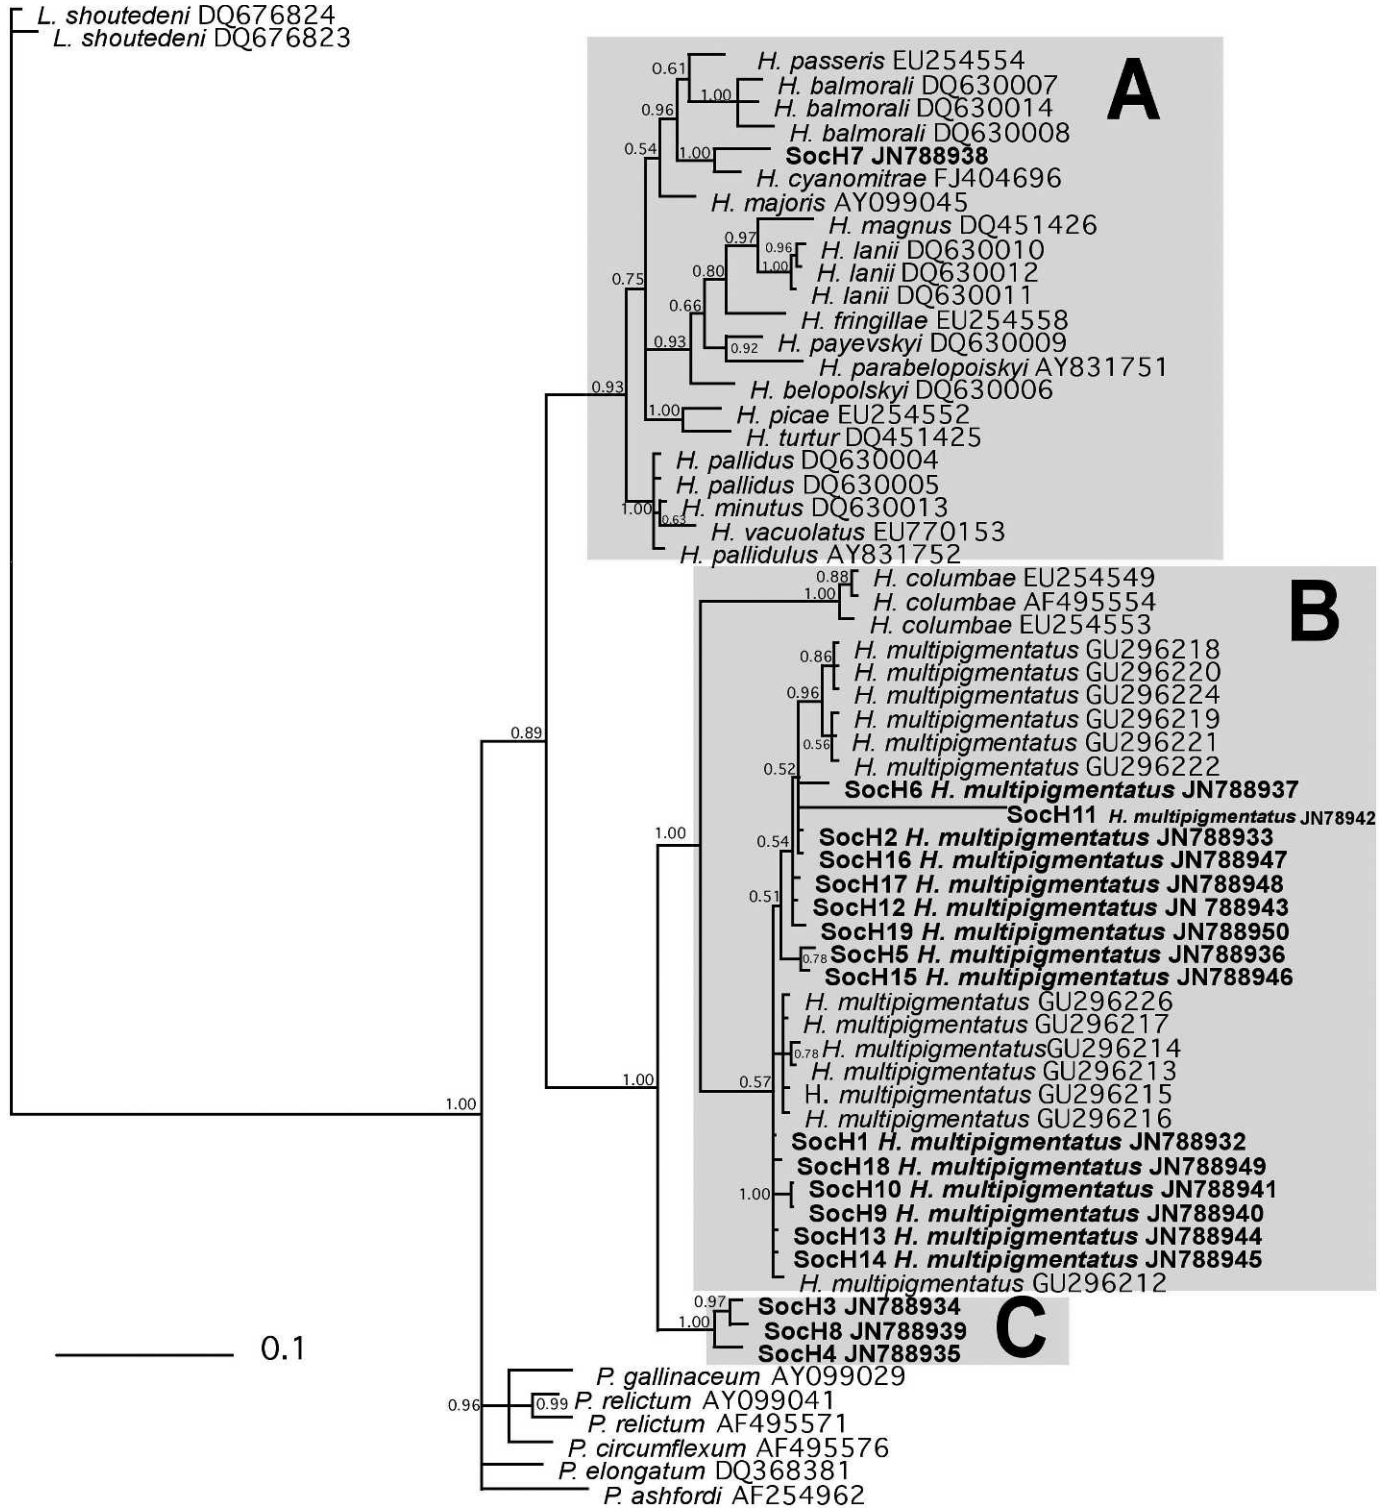 L. shoutedeni DQ676824
L. shoutedeni DQ676823
A
0.61
H. passeris EU254554
H. balmorali DQ630007
1.00
H. balmorali DQ630014
0.96
H. balmorali DQ630008
0.54
1.00
SocH7 JN788938
H. cyanomitrae FJ404696
H. majoris AY099045
H. magnus DQ451426
0.97
0.96
H. lanii DQ630010
0.75
0.80
1.00
H. lanii DQ630012
H. lanii DQ630011
0.66
H. fringillae EU254558
0.93
0.92
H. payevskyi DQ630009
H. parabelopoiskyi AY831751
0.93
H. belopolskyi DQ630006
1.00
H. picae EU254552
H. turtur DQ451425
H. pallidus DQ630004
H. pallidus DQ630005
1.00
H. minutus DQ630013
0.63
H. vacuolatus EU770153
H. pallidulus AY831752
B
0.88
H. columbae EU254549
1.00
H. columbae AF495554
H. columbae EU254553
0.86
H. multipigmentatus GU296218
H. multipigmentatus GU296220
0.96
H. multipigmentatus GU296224
H. multipigmentatus GU296219
0.89
0.56
H. multipigmentatus GU296221
0.52
H. multipigmentatus GU296222
SocH6 H. multipigmentatus JN788937
SocH11 H. multipigmentatus JN78942
1.00
0.54
SocH2 H. multipigmentatus JN788933
SocH16 H. multipigmentatus JN788947
SocH17 H. multipigmentatus JN788948
0.51
SocH12 H. multipigmentatus JN 788943
SocH19 H. multipigmentatus JN788950
0.78
SocH5 H. multipigmentatus JN788936
SocH15 H. multipigmentatus JN788946
H. multipigmentatus GU296226
H. multipigmentatus GU296217
0.78
H. multipigmentatusGU296214
1.00
0.57
H. multipigmentatus GU296213
H. multipigmentatus GU296215
1.00
H. multipigmentatus GU296216
SocH1 H. multipigmentatus JN788932
SocH18 H. multipigmentatus JN788949
1.00
SocH10 H. multipigmentatus JN788941
SocH9 H. multipigmentatus JN788940
SocH13 H. multipigmentatus JN788944
SocH14 H. multipigmentatus JN788945
H. multipigmentatus GU296212
C
0.97
SocH3 JN788934
1.00
SocH8 JN788939
SocH4 JN788935
0.1
P. gallinaceum AY099029
0.96
0.99
P. relictum AY099041
P. relictum AF495571
P. circumflexum AF495576
P. elongatum DQ368381
P. ashfordi AF254962